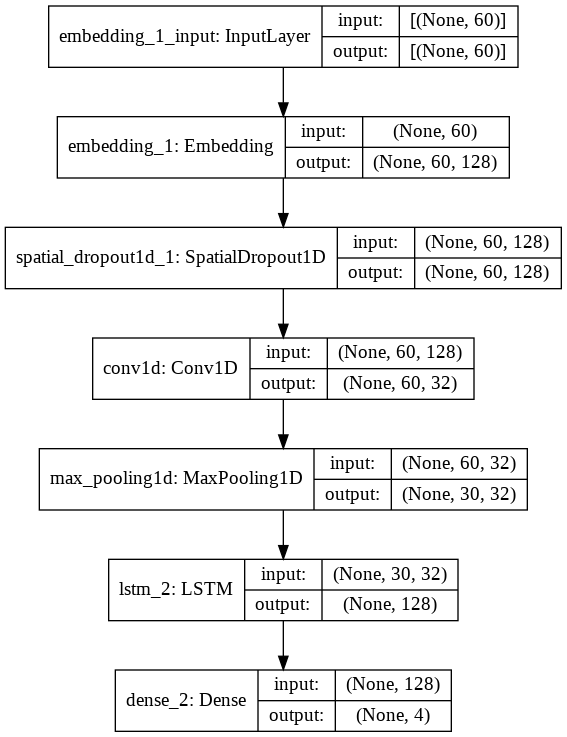 embedding_1_input: InputLayer
input: [(None, 60)]
output: [(None, 60)]
embedding_1: Embedding
input: (None, 60)
output: (None, 60, 128)
spatial_dropout1d_1: SpatialDropout1D
input: (None, 60, 128)
output: (None, 60, 128)
conv1d: Conv1D
input: (None, 60, 128)
output: (None, 60, 32)
max_pooling1d: MaxPooling1D
input: (None, 60, 32)
output: (None, 30, 32)
lstm_2: LSTM
input: (None, 30, 32)
output: (None, 128)
dense_2: Dense
input: (None, 128)
output: (None, 4)